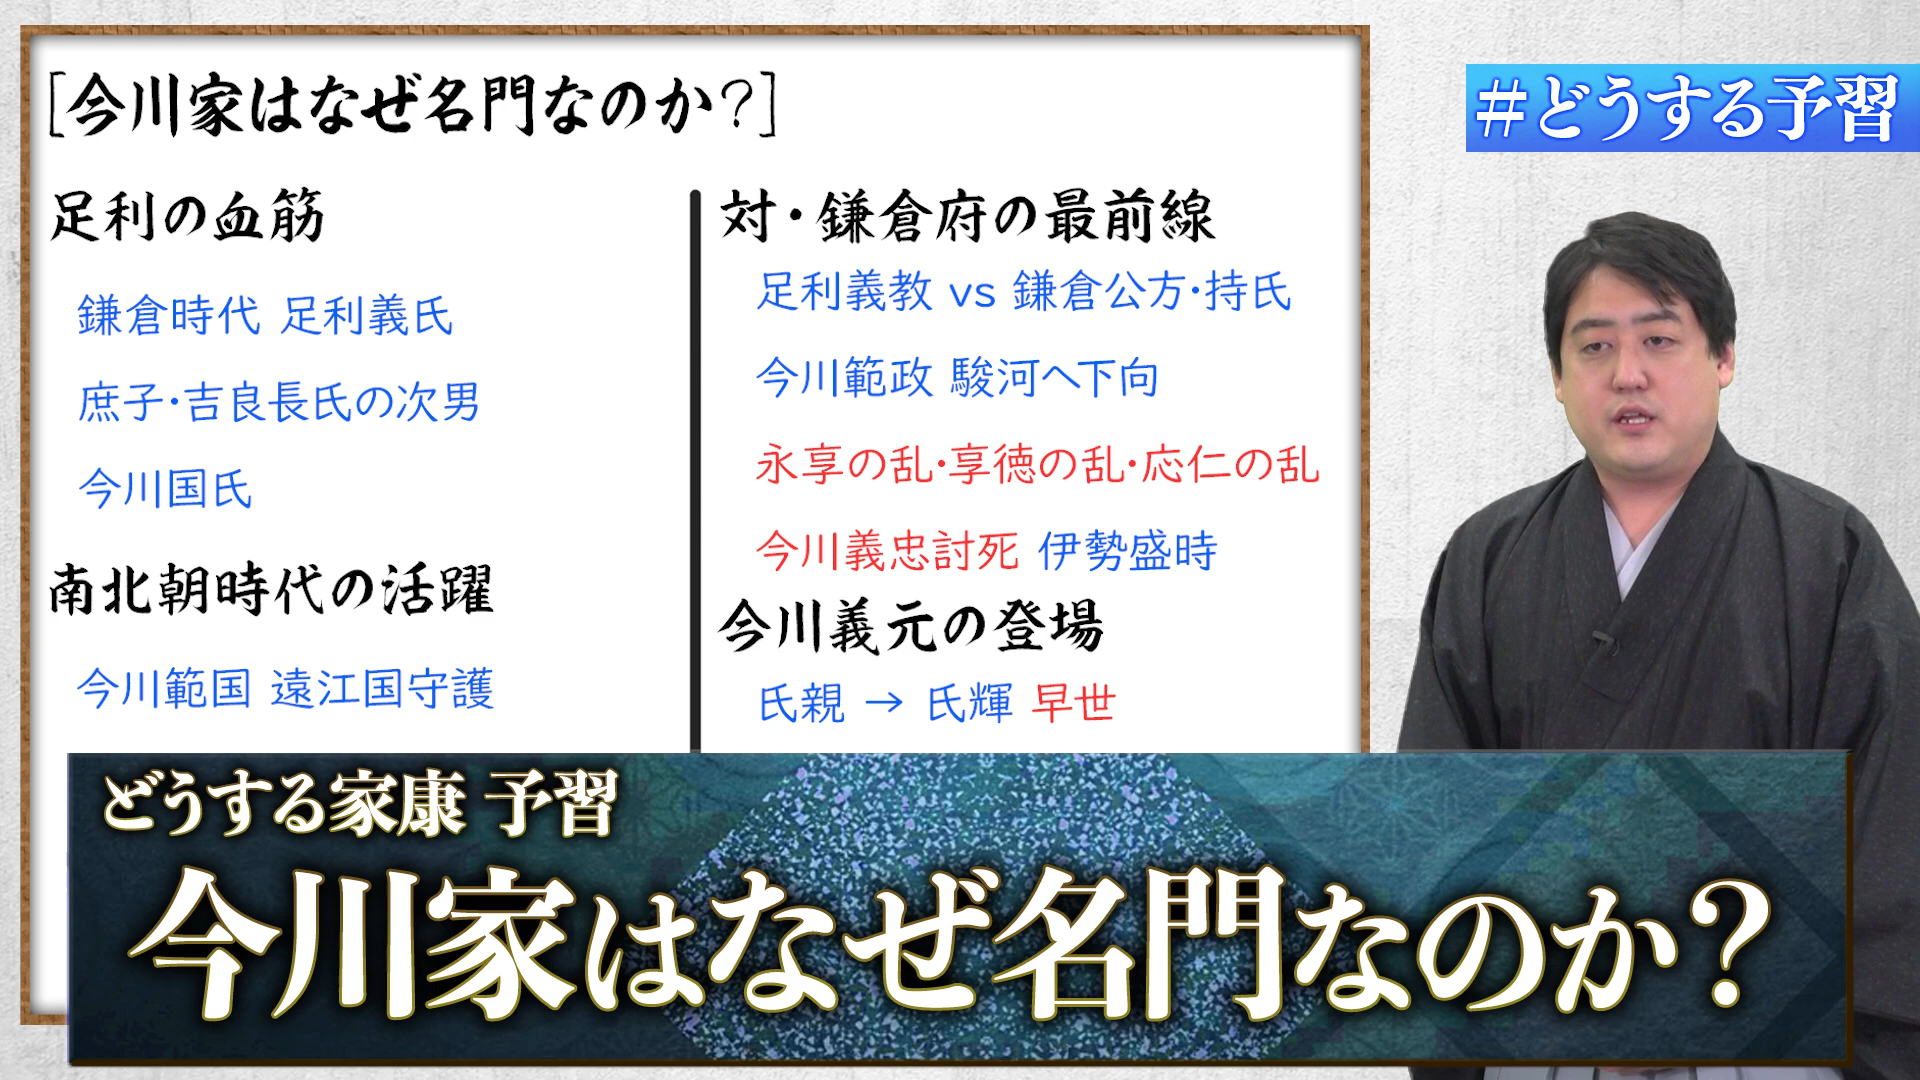 [今川家はなぜ名門なのか?]
足利の血筋
鎌倉時代 足利義氏
庶子・吉良長氏の次男
今川国氏
南北朝時代の活躍
今川範国 遠江国守護
対・鎌倉府の最前線
足利義教 vs 鎌倉公方・持氏
今川範政 駿河へ下向
永享の乱・享徳の乱・応仁の乱
今川義忠討死 伊勢盛時
今川義元の登場
氏親 → 氏輝 早世
#どうする予習
どうする家康 予習
今川家はなぜ名門なのか?